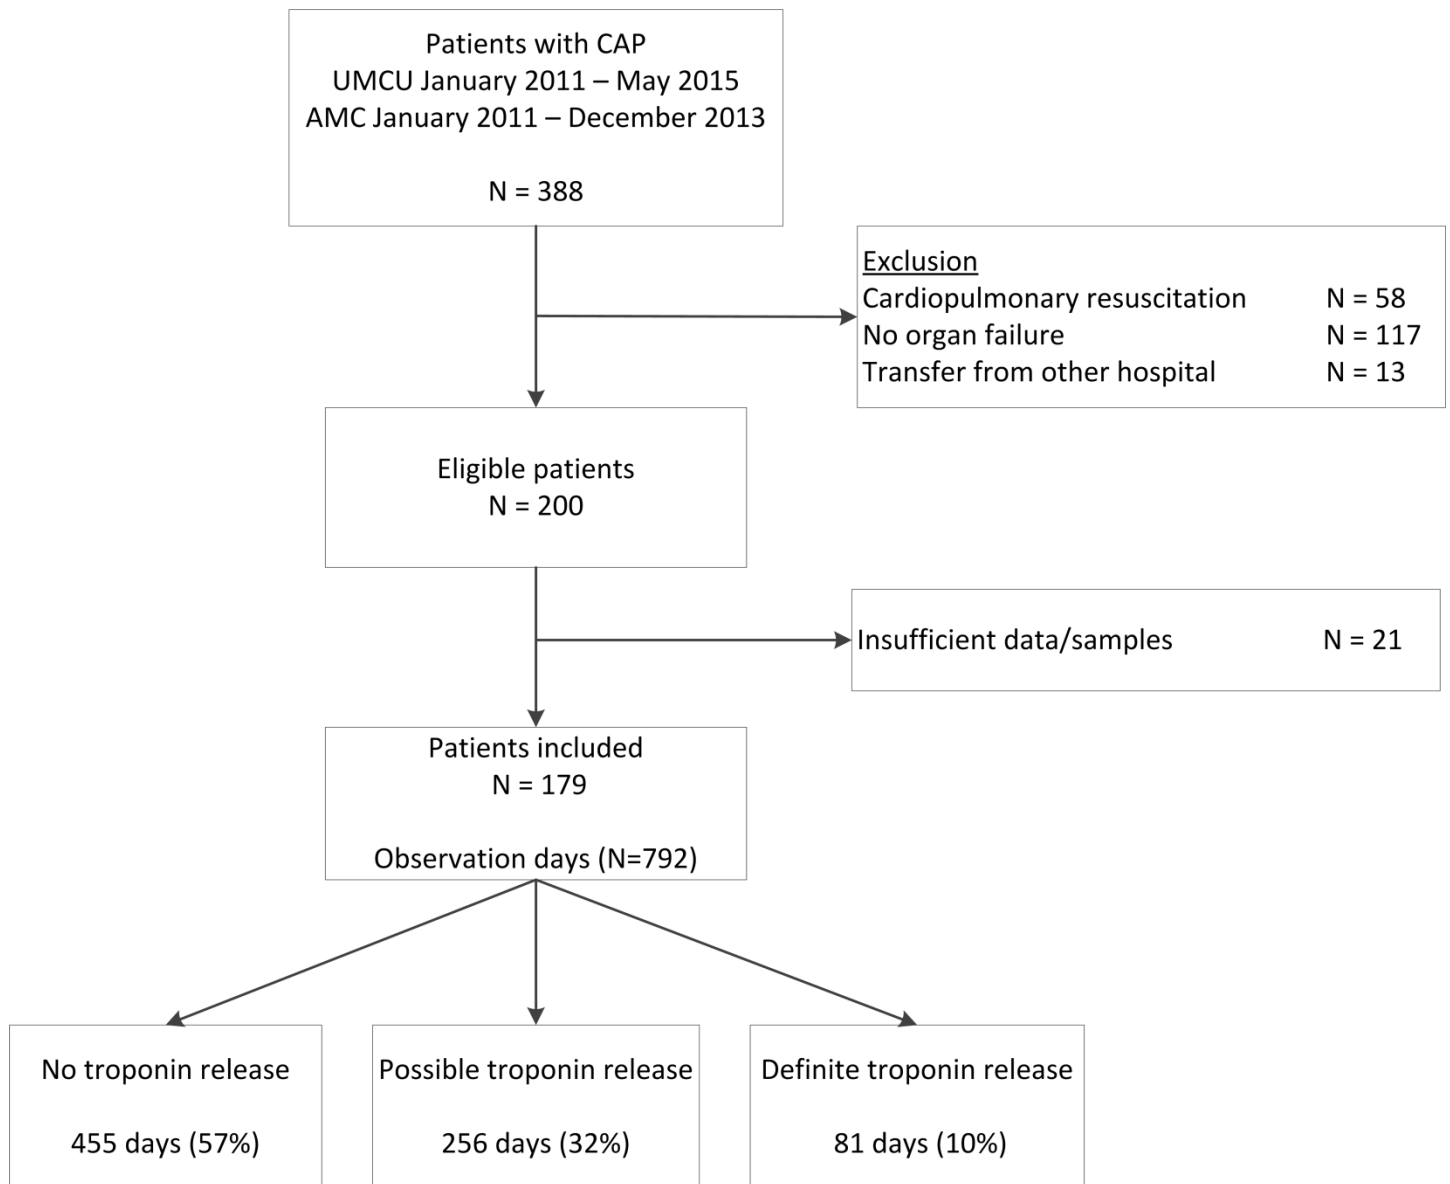 Patients with CAP
UMCU January 2011 – May 2015
AMC January 2011 – December 2013
N = 388
Exclusion
Cardiopulmonary resuscitation N = 58
No organ failure N = 117
Transfer from other hospital N = 13
Eligible patients
N = 200
Insufficient data/samples N = 21
Patients included
N = 179
Observation days (N=792)
No troponin release
455 days (57%)
Possible troponin release
256 days (32%)
Definite troponin release
81 days (10%)